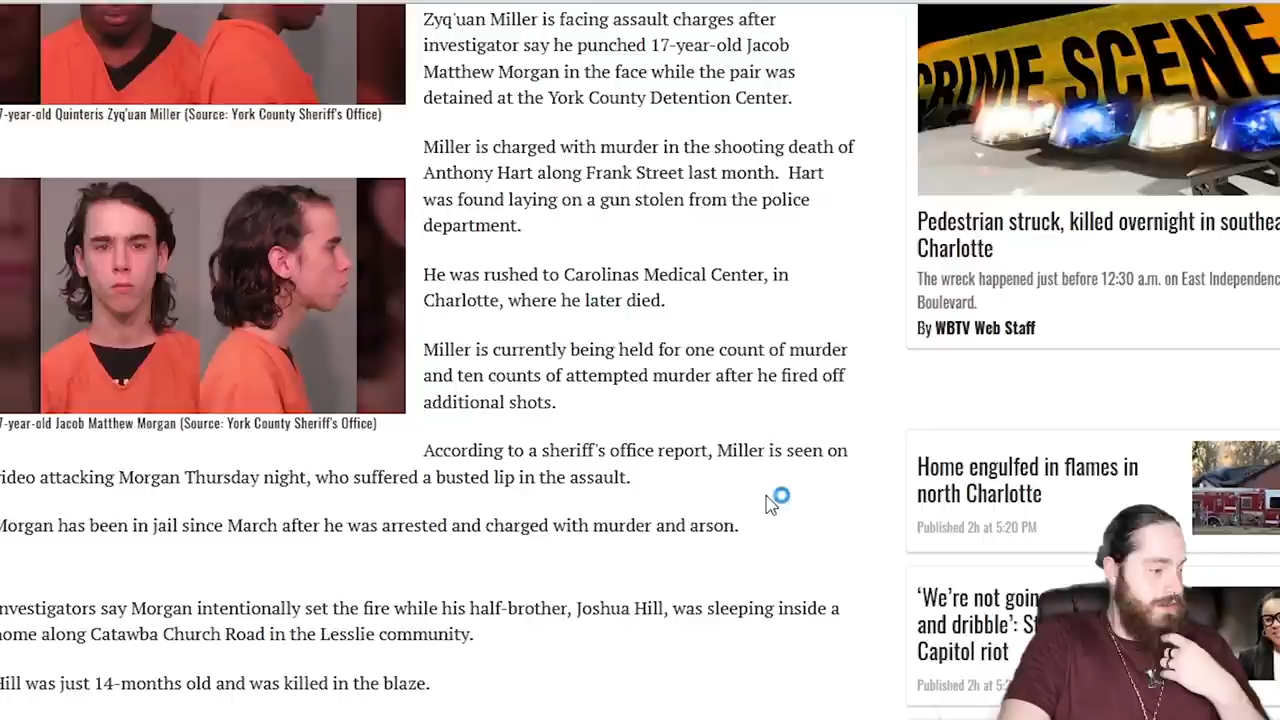 Zyq'uan Miller is facing assault charges after
investigator say he punched 17-year-old Jacob
Matthew Morgan in the face while the pair was
detained at the York County Detention Center.
7-year-old Quinteris Zyq'uan Miller (Source: York County Sheriff's Office)
Miller is charged with murder in the shooting death of
Anthony Hart along Frank Street last month. Hart
was found laying on a gun stolen from the police
department.
He was rushed to Carolinas Medical Center, in
Charlotte, where he later died.
Miller is currently being held for one count of murder
and ten counts of attempted murder after he fired off
additional shots.
7-year-old Jacob Matthew Morgan (Source: York County Sheriff's Office)
According to a sheriff's office report, Miller is seen on
video attacking Morgan Thursday night, who suffered a busted lip in the assault.
Morgan has been in jail since March after he was arrested and charged with murder and arson.
nvestigators say Morgan intentionally set the fire while his half-brother, Joshua Hill, was sleeping inside a
home along Catawba Church Road in the Lesslie community.
Hill was just 14-months old and was killed in the blaze.
CRIME SCENE
Pedestrian struck, killed overnight in southea
Charlotte
The wreck happened just before 12:30 a.m. on East Independenc
Boulevard.
By WBTV Web Staff
Home engulfed in flames in
north Charlotte
Published 2h at 5:20 PM
'We're not goin
and dribble': St
Capitol riot
Published 2h at 5:2